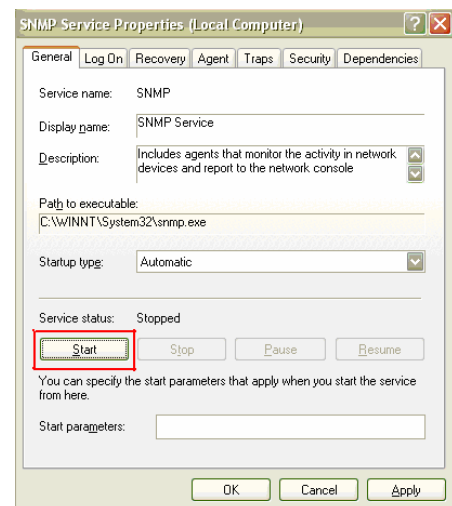 SNMP Service Properties (Local Computer)
General Log On Recovery Agent Traps Security Dependencies
Service name: SNMP
Display name: SNMP Service
Description: Includes agents that monitor the activity in network
devices and report to the network console
Path to executable:
C:\WINNT\System32\snmp.exe
Startup type: Automatic
Service status: Stopped
Start Stop Pause Resume
You can specify the start parameters that apply when you start the service
from here.
Start parameters:
OK Cancel Apply